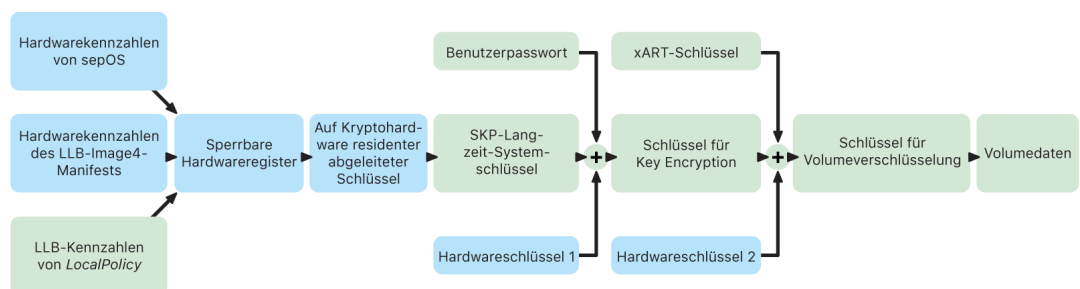 Hardwarekennzahlen
von sepOS
Hardwarekennzahlen
des LLB-Image4-
Manifests
LLB-Kennzahlen
von LocalPolicy
Sperrbare
Hardwareregister
Auf Kryptohard-
ware residenter
abgeleiteter
Schlüssel
Benutzerpasswort
SKP-Lang-
zeit-System-
schlüssel
Hardwareschlüssel 1
+
xART-Schlüssel
Schlüssel für
Key Encryption
Hardwareschlüssel 2
+
Schlüssel für
Volumeverschlüsselung
Volumedaten